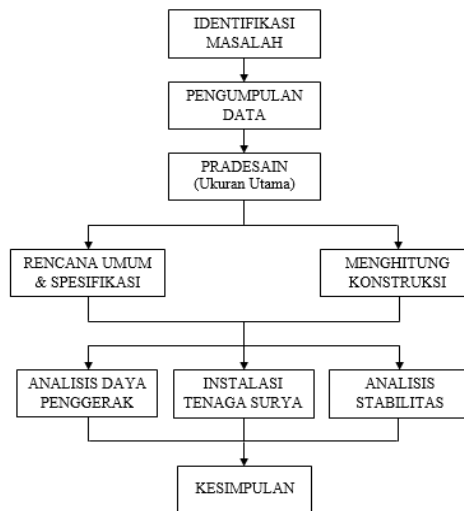 IDENTIFIKASI
MASALAH
PENGUMPULAN
DATA
PRADESAIN
(Ukuran Utama)
RENCANA UMUM
& SPESIFIKASI
MENGHITUNG
KONSTRUKSI
ANALISIS DAYA
PENGGERAK
INSTALASI
TENAGA SURYA
ANALISIS
STABILITAS
KESIMPULAN